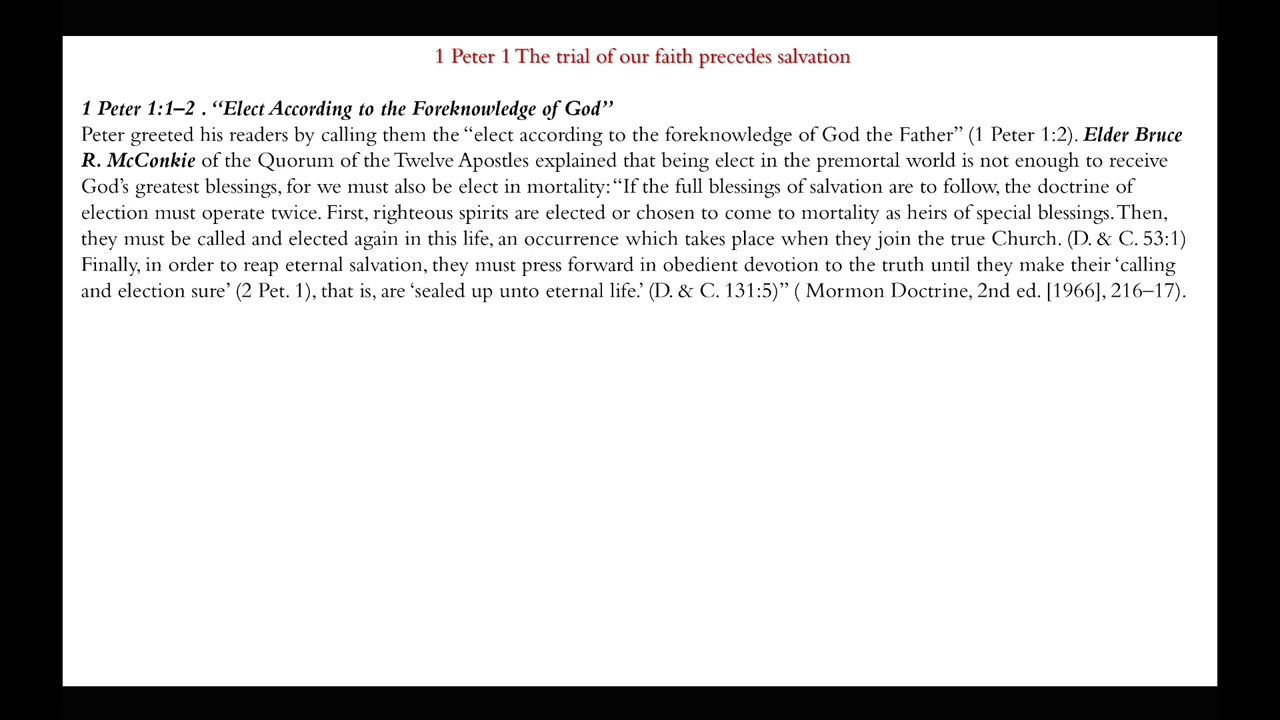 1 Peter 1 The trial of our faith precedes salvation
1 Peter 1:1–2 . “Elect According to the Foreknowledge of God”
Peter greeted his readers by calling them the “elect according to the foreknowledge of God the Father” (1 Peter 1:2). Elder Bruce
R. McConkie of the Quorum of the Twelve Apostles explained that being elect in the premortal world is not enough to receive
God’s greatest blessings, for we must also be elect in mortality: “If the full blessings of salvation are to follow, the doctrine of
election must operate twice. First, righteous spirits are elected or chosen to come to mortality as heirs of special blessings. Then,
they must be called and elected again in this life, an occurrence which takes place when they join the true Church. (D. & C. 53:1)
Finally, in order to reap eternal salvation, they must press forward in obedient devotion to the truth until they make their ‘calling
and election sure’ (2 Pet. 1), that is, are ‘sealed up unto eternal life.’ (D. & C. 131:5)” ( Mormon Doctrine, 2nd ed. [1966], 216–17).